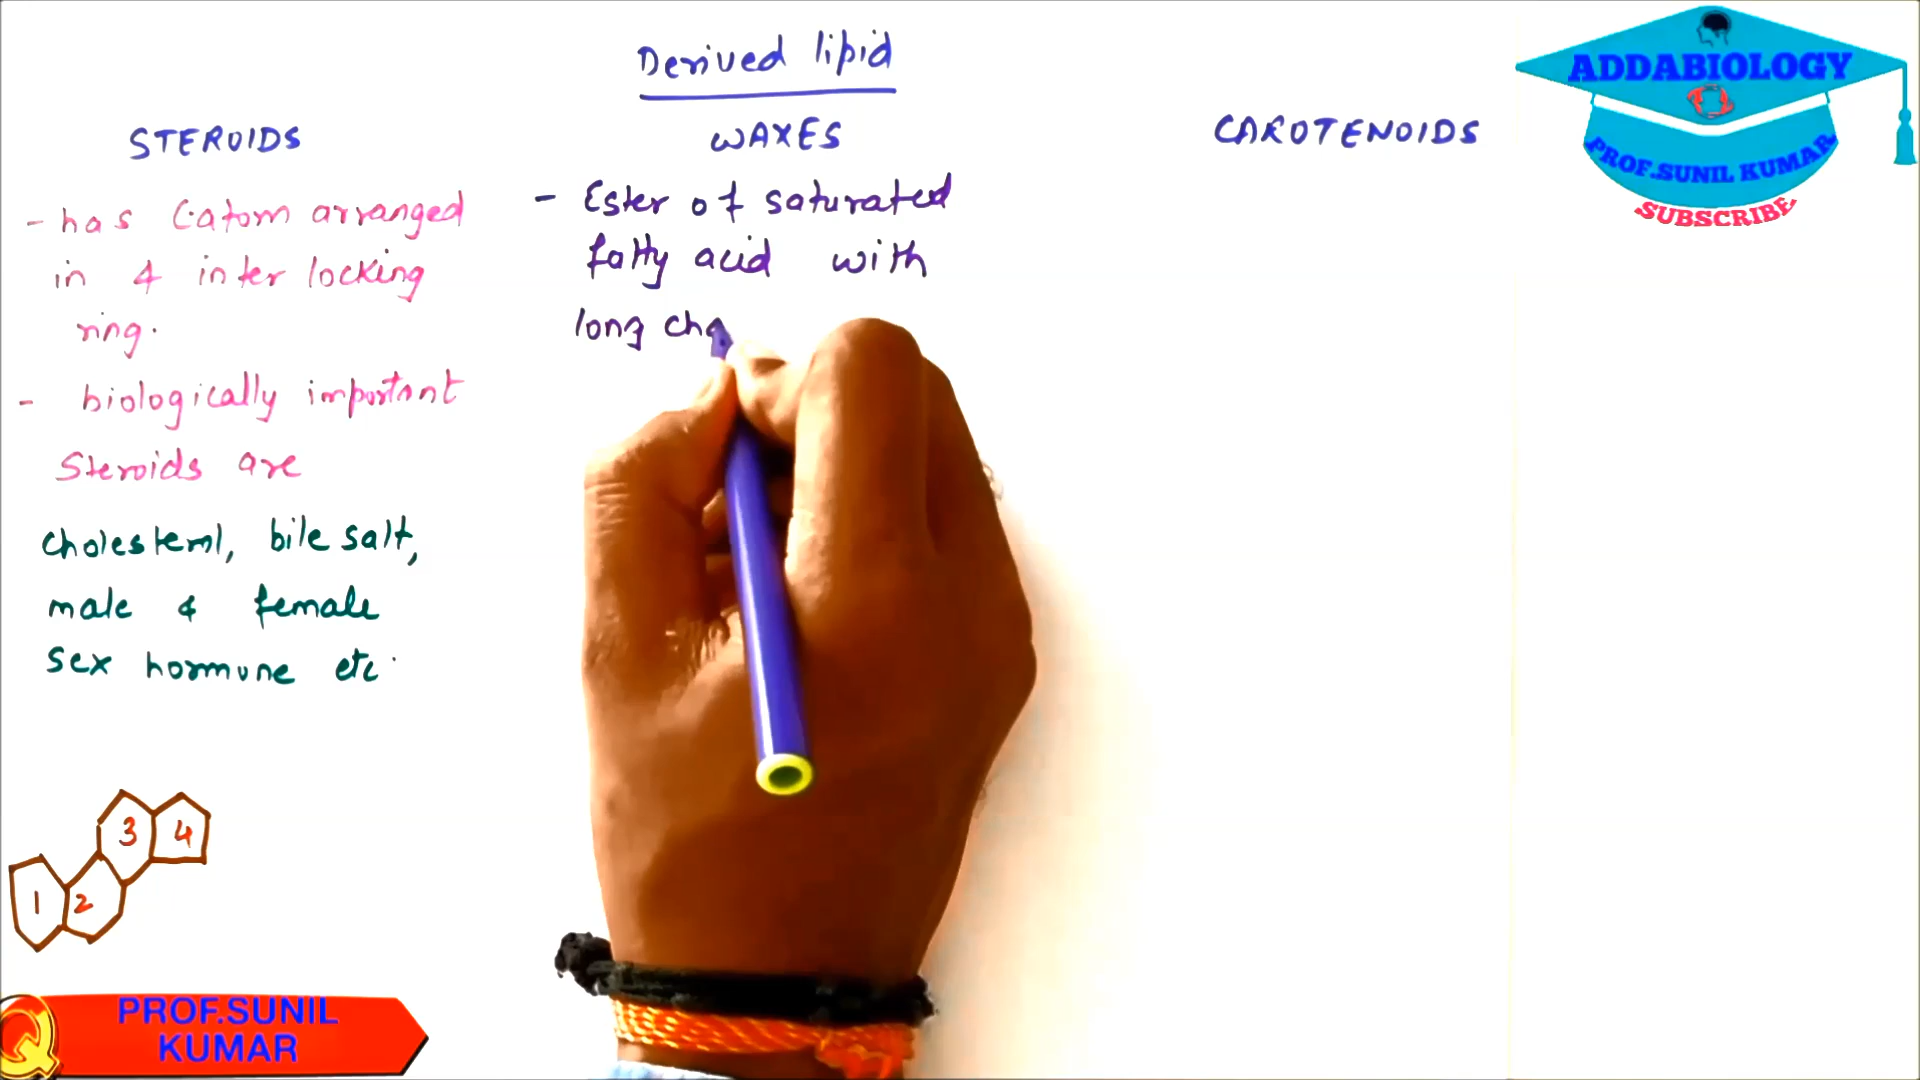 Derived lipid
STEROIDS
- has C-atom arranged
in 4 inter locking
ring.
- biologically important
Steroids are
cholesterol, bile salt,
male & female
sex hormone etc.
1 2 3 4
WAXES
- Ester of saturated
fatty acid with
long cha
CAROTENOIDS
ADDABIOLOGY
PROF.SUNIL KUMAR
SUBSCRIBE
PROF.SUNIL
KUMAR